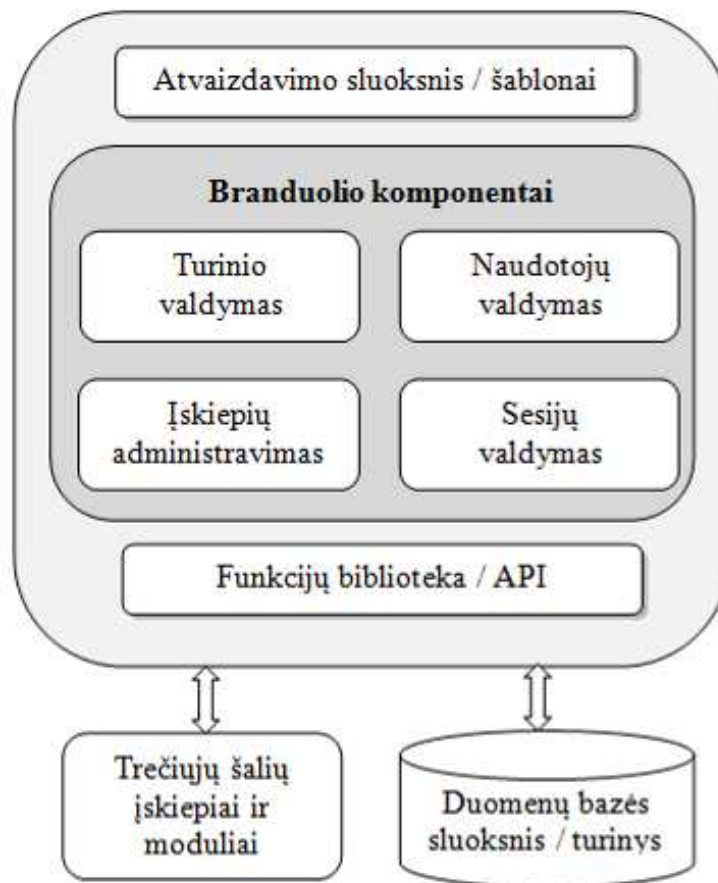 Atvaizdavimo sluoksnis / šablonai
Branduolio komponentai
Turinio
valdymas
Naudotojų
valdymas
Įskiepių
administravimas
Sesijų
valdymas
Funkcijų biblioteka / API
Trečiųjų šalių
įskiepiai ir
moduliai
Duomenų bazės
sluoksnis / turinys